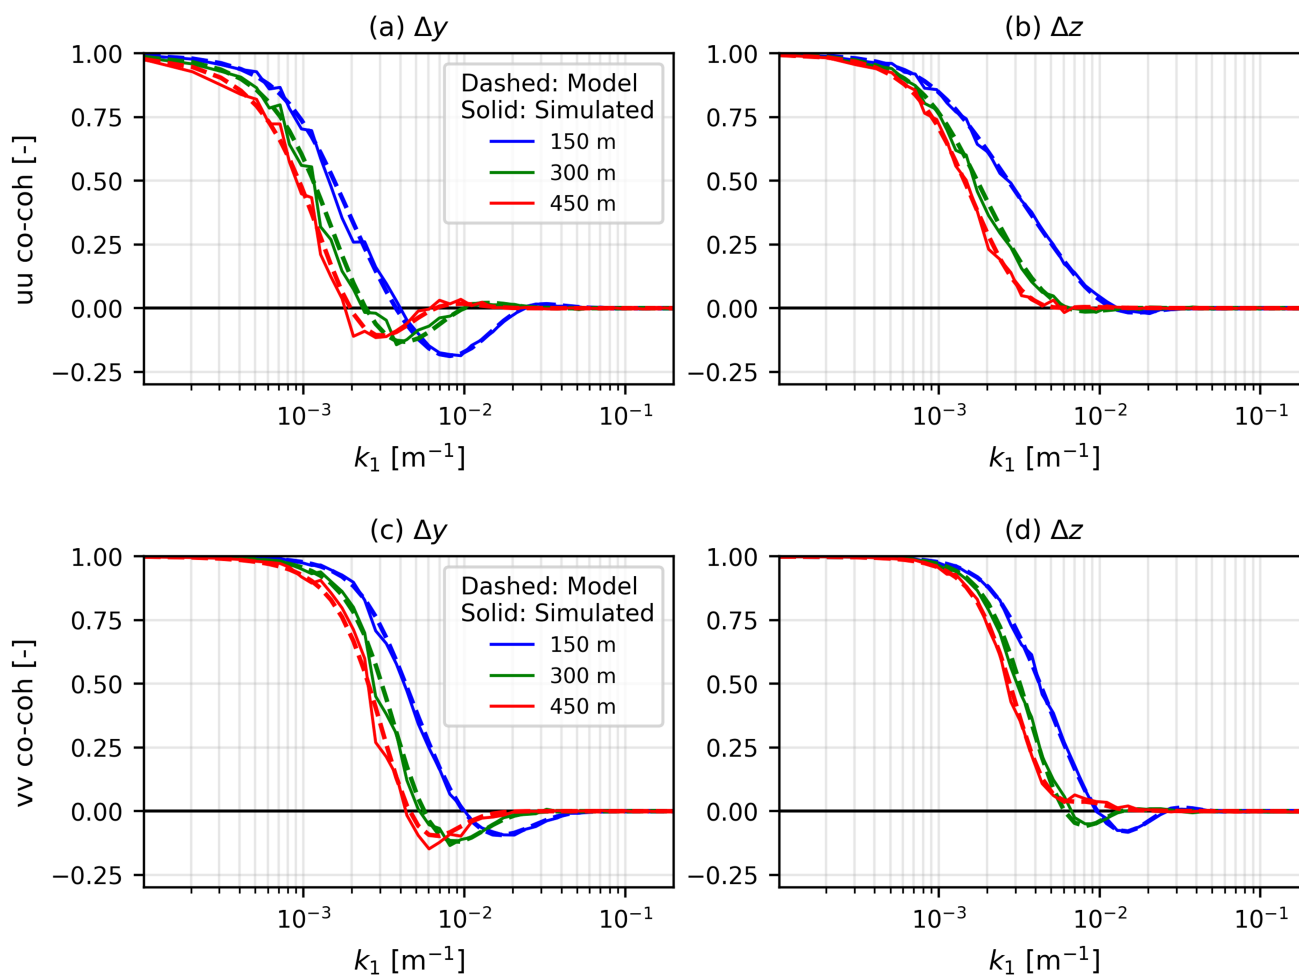 (a) Δy
(b) Δz
uu co-coh [-]
1.00
0.75
0.50
0.25
0.00
−0.25
Dashed: Model
Solid: Simulated
150 m
300 m
450 m
10⁻³
10⁻²
10⁻¹
k₁ [m⁻¹]
1.00
0.75
0.50
0.25
0.00
−0.25
10⁻³
10⁻²
10⁻¹
k₁ [m⁻¹]
(c) Δy
(d) Δz
vv co-coh [-]
1.00
0.75
0.50
0.25
0.00
−0.25
Dashed: Model
Solid: Simulated
150 m
300 m
450 m
10⁻³
10⁻²
10⁻¹
k₁ [m⁻¹]
1.00
0.75
0.50
0.25
0.00
−0.25
10⁻³
10⁻²
10⁻¹
k₁ [m⁻¹]